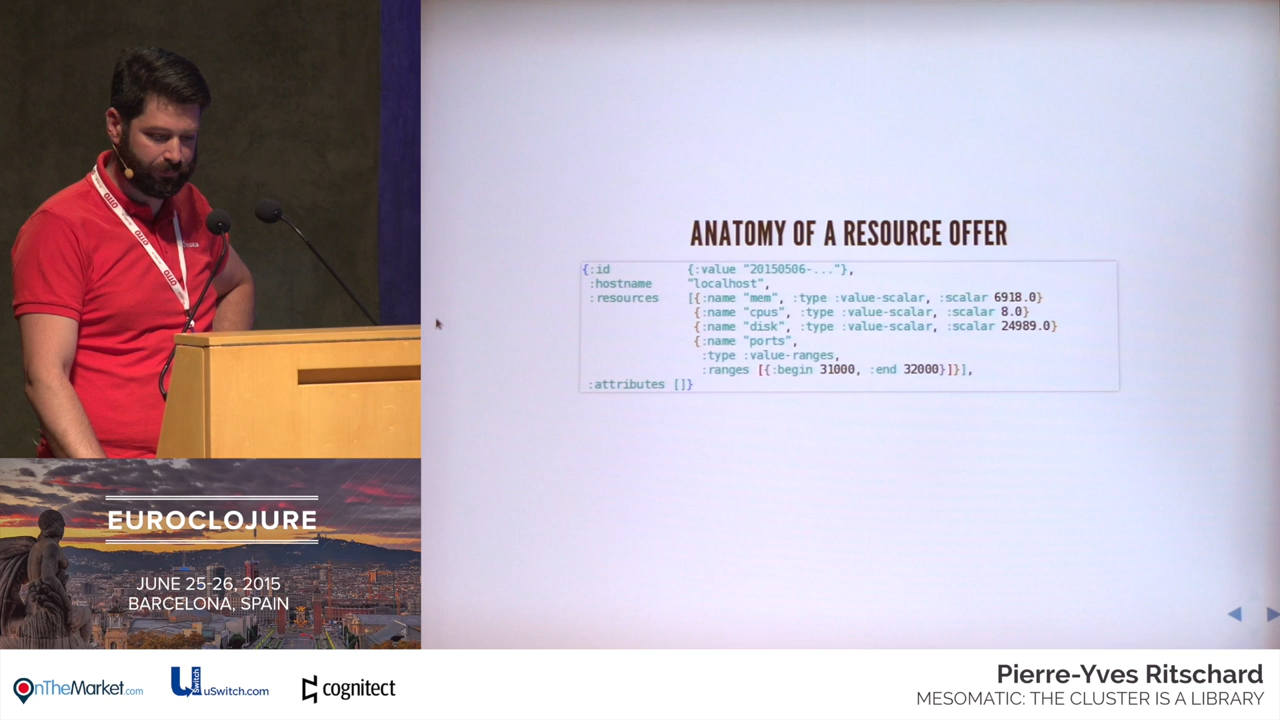 ANATOMY OF A RESOURCE OFFER
{:id {:value "20150506-..."},
:hostname "localhost",
:resources [{:name "mem", :type :value-scalar, :scalar 6918.0}
{:name "cpus", :type :value-scalar, :scalar 8.0}
{:name "disk", :type :value-scalar, :scalar 24989.0}
{:name "ports",
:type :value-ranges,
:ranges [{:begin 31000, :end 32000}]}],
:attributes []}
EUROCLOJURE
JUNE 25-26, 2015
BARCELONA, SPAIN
OnTheMarket.com
USwitch uSwitch.com
cognitect
Pierre-Yves Ritschard
MESOMATIC: THE CLUSTER IS A LIBRARY